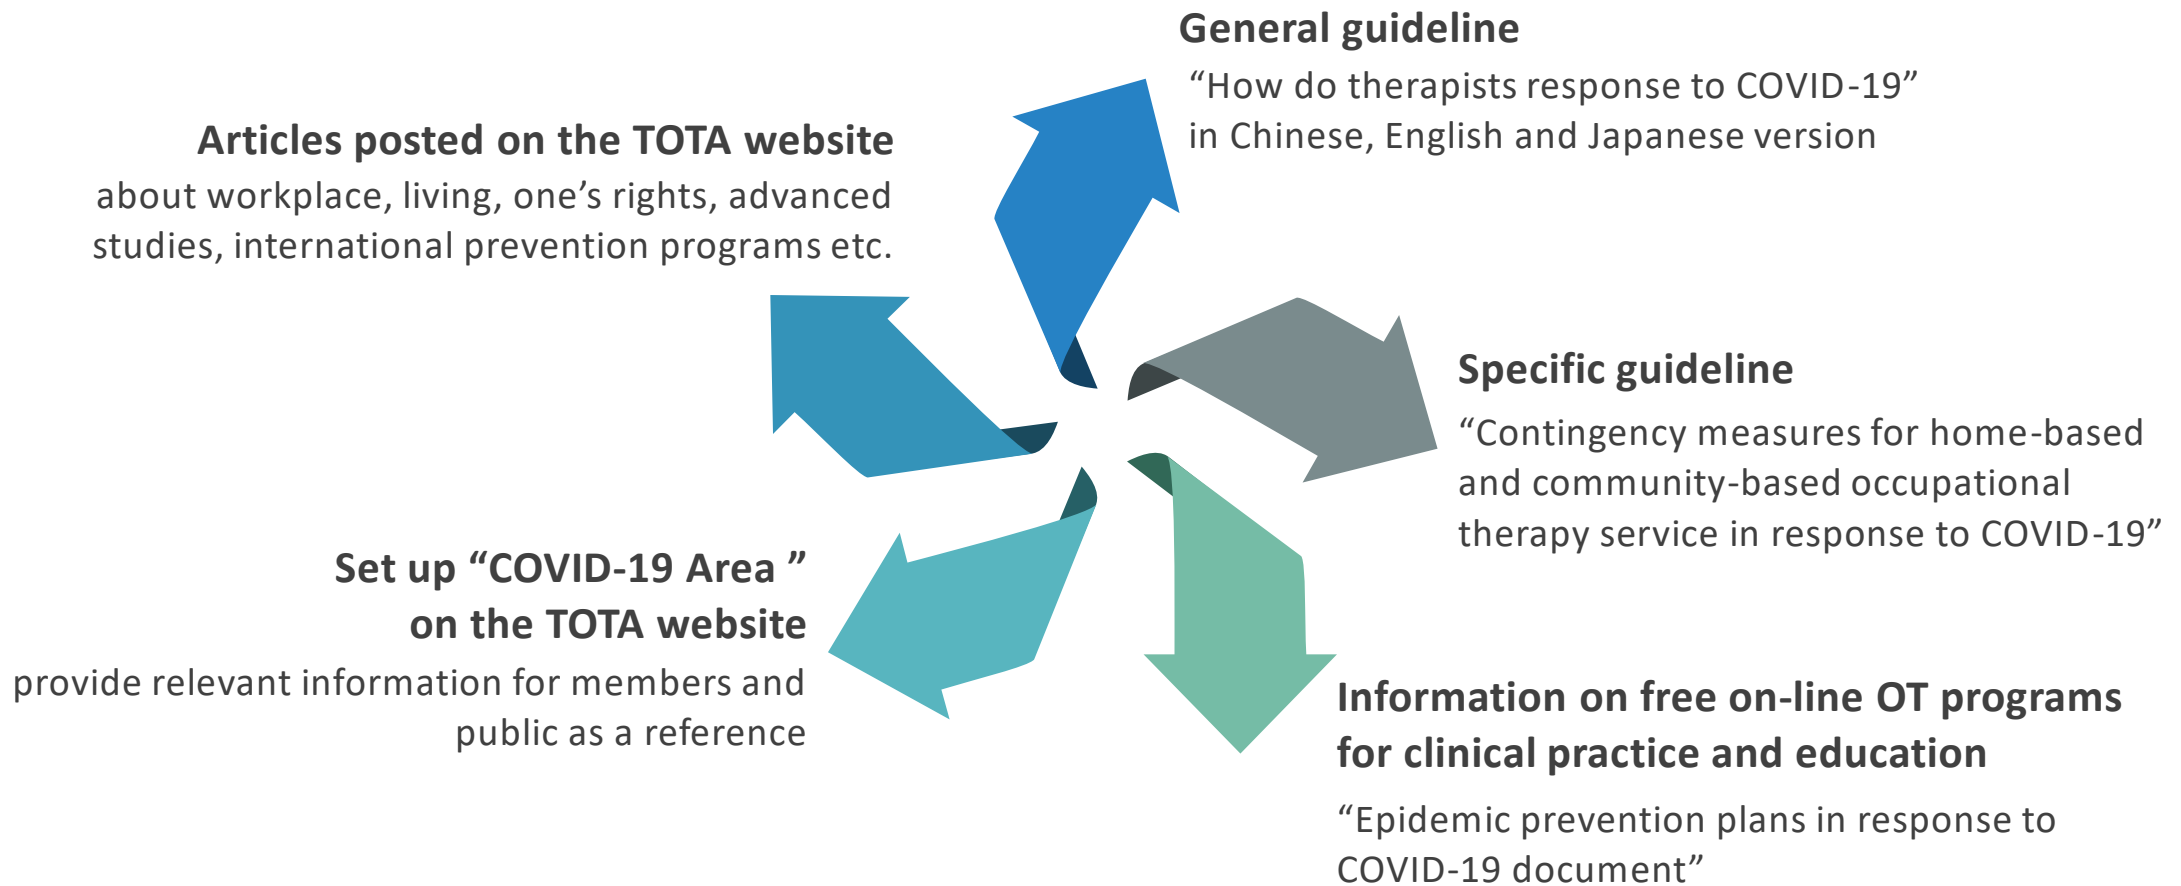 General guideline
“How do therapists response to COVID-19”
in Chinese, English and Japanese version
Specific guideline
“Contingency measures for home-based
and community-based occupational
therapy service in response to COVID-19”
Information on free on-line OT programs
for clinical practice and education
“Epidemic prevention plans in response to
COVID-19 document”
Set up “COVID-19 Area ”
on the TOTA website
provide relevant information for members and
public as a reference
Articles posted on the TOTA website
about workplace, living, one’s rights, advanced
studies, international prevention programs etc.